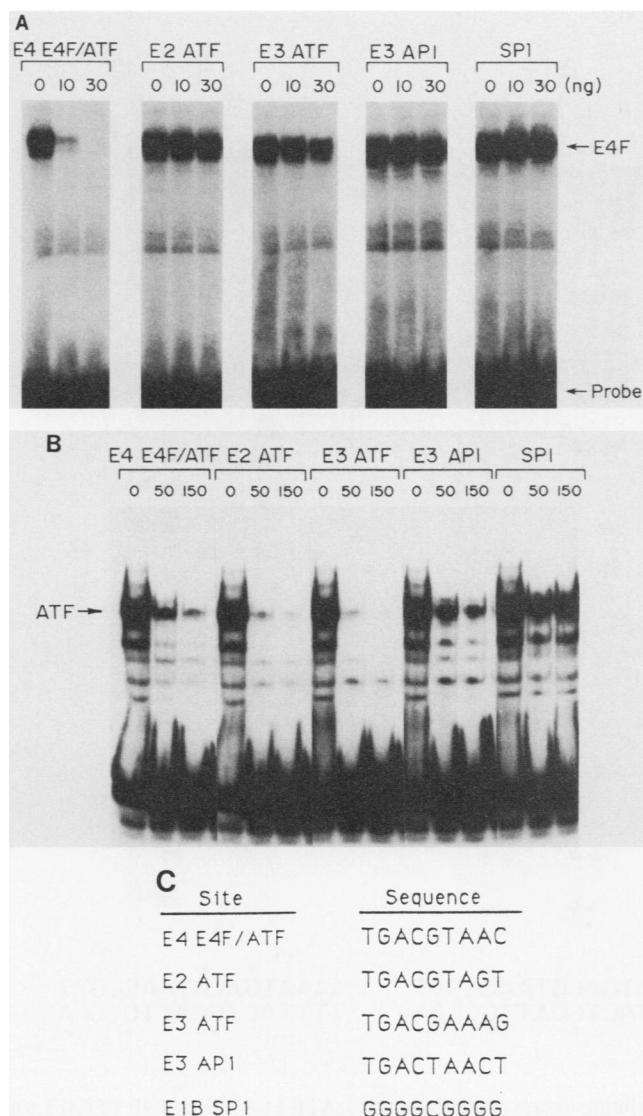 A
E4 E4F/ATF E2 ATF E3 ATF E3 AP1 SP1
0 10 30 0 10 30 0 10 30 0 10 30 0 10 30 (ng)
←E4F
←Probe
B
E4 E4F/ATF E2 ATF E3 ATF E3 AP1 SP1
0 50 150 0 50 150 0 50 150 0 50 150 0 50 150
ATF→
C
Site Sequence
E4 E4F/ATF TGACGTAAC
E2 ATF TGACGTAGT
E3 ATF TGACGAAAG
E3 AP1 TGACTAACT
E1B SP1 GGGGCGGGG